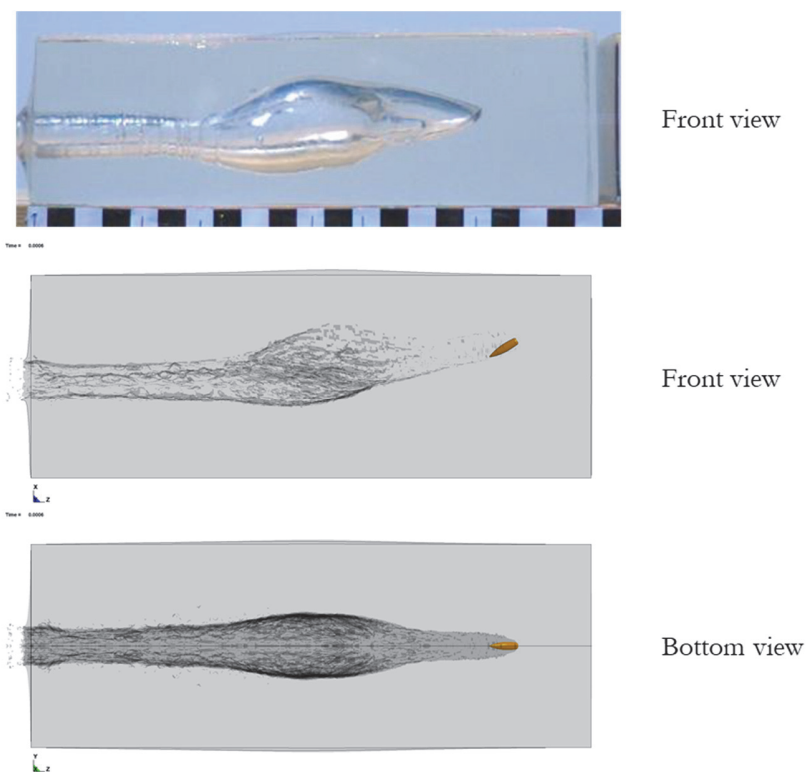 Front view
Time = 0.0006
Front view
X
Z
Time = 0.0006
Bottom view
Y
Z